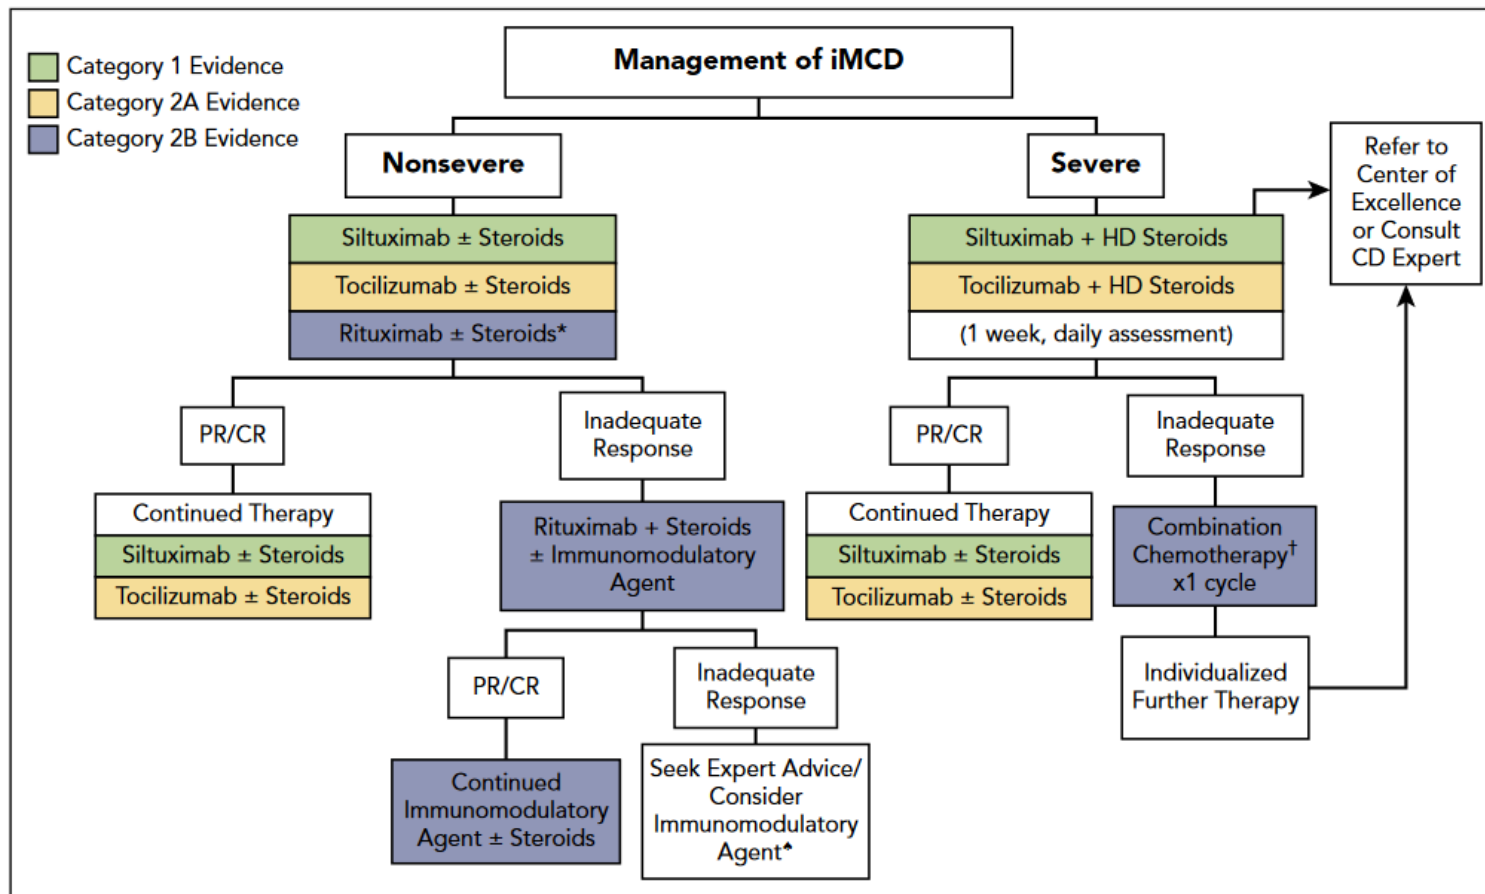 Category 1 Evidence
Category 2A Evidence
Category 2B Evidence
Management of iMCD
Nonsevere
Siltuximab ± Steroids
Tocilizumab ± Steroids
Rituximab ± Steroids*
PR/CR
Continued Therapy
Siltuximab ± Steroids
Tocilizumab ± Steroids
Inadequate
Response
Rituximab + Steroids
± Immunomodulatory
Agent
PR/CR
Continued
Immunomodulatory
Agent ± Steroids
Inadequate
Response
Seek Expert Advice/
Consider
Immunomodulatory
Agent♠
Severe
Siltuximab + HD Steroids
Tocilizumab + HD Steroids
(1 week, daily assessment)
PR/CR
Continued Therapy
Siltuximab ± Steroids
Tocilizumab ± Steroids
Inadequate
Response
Combination
Chemotherapy†
x1 cycle
Individualized
Further Therapy
Refer to
Center of
Excellence
or Consult
CD Expert